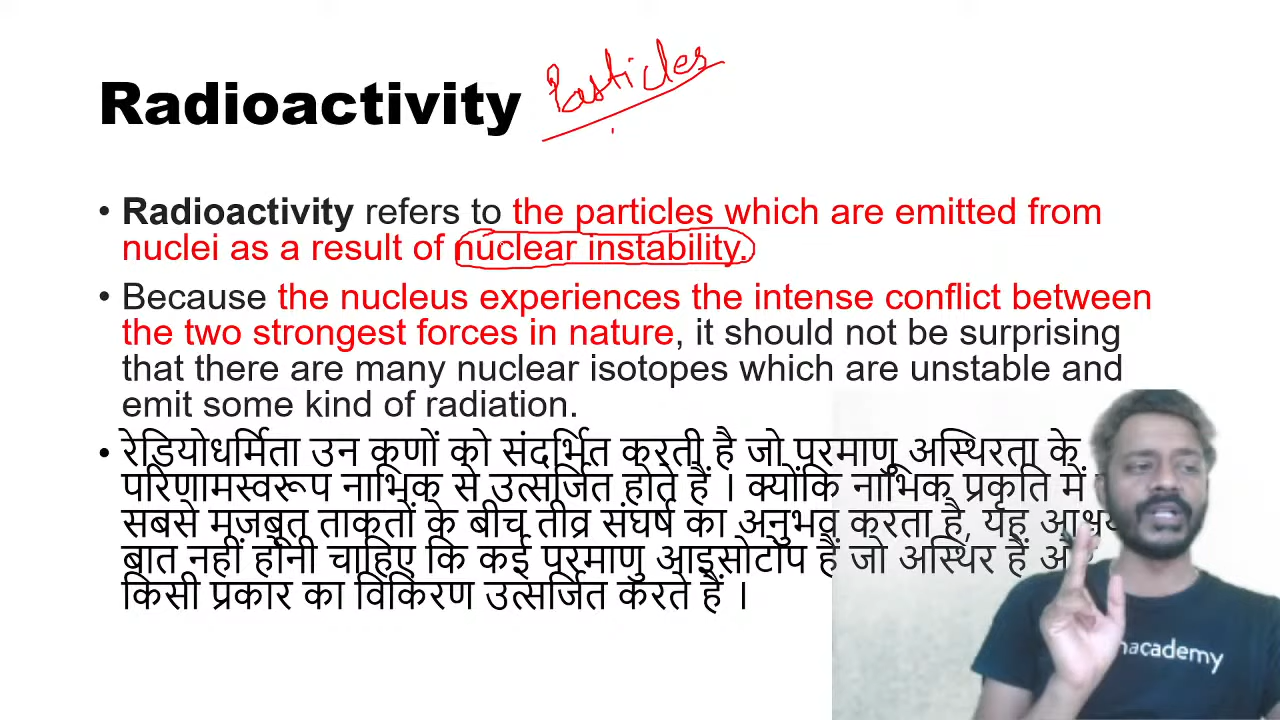 Radioactivity Particles
• Radioactivity refers to the particles which are emitted from
nuclei as a result of nuclear instability.
• Because the nucleus experiences the intense conflict between
the two strongest forces in nature, it should not be surprising
that there are many nuclear isotopes which are unstable and
emit some kind of radiation.
• रेडियोधर्मिता उन कणों को संदर्भित करती है जो परमाणु अस्थिरता के
परिणामस्वरूप नाभिक से उत्सर्जित होते हैं । क्योंकि नाभिक प्रकृति में
सबसे मजबूत ताकतों के बीच तीव्र संघर्ष का अनुभव करता है, यह
बात नहीं होनी चाहिए कि कई परमाणु आइसोटोप हैं जो अस्थिर हैं
किसी प्रकार का विकिरण उत्सर्जित करते हैं ।
nacademy